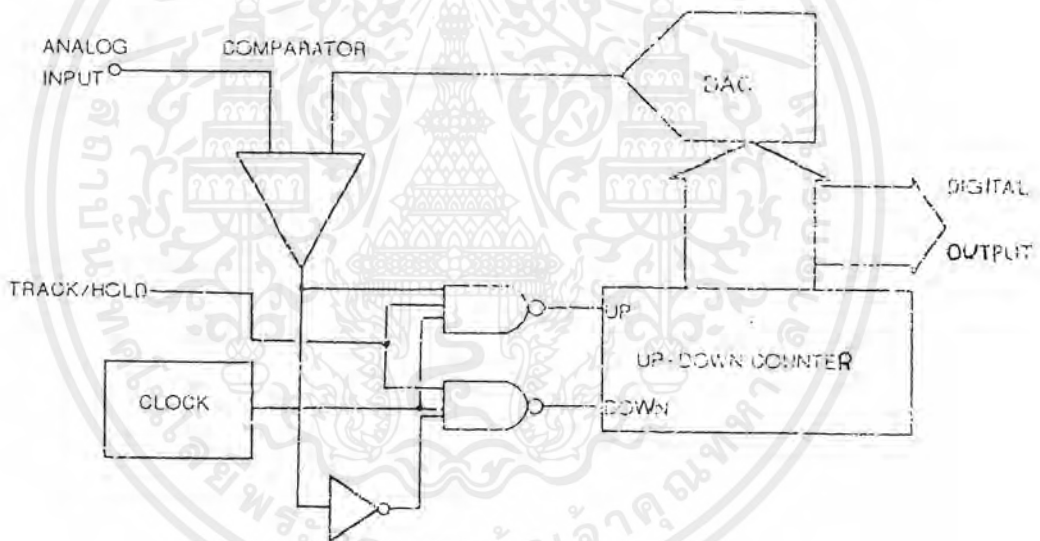 ANALOG
INPUT
COMPARATOR
DAC
DIGITAL
OUTPUT
TRACK/HOLD
UP
UP-DOWN COUNTER
CLOCK
DOWN